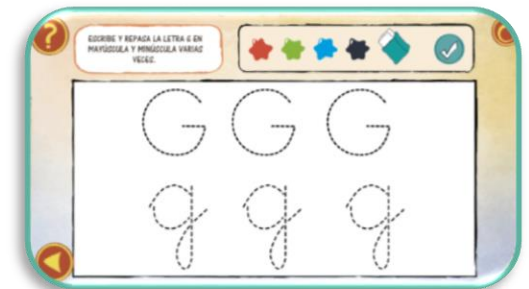 ?
ESCRIBE Y REPASA LA LETRA G EN
MAYÚSCULA Y MINÚSCULA VARIAS
VECES.
G G G
g g g